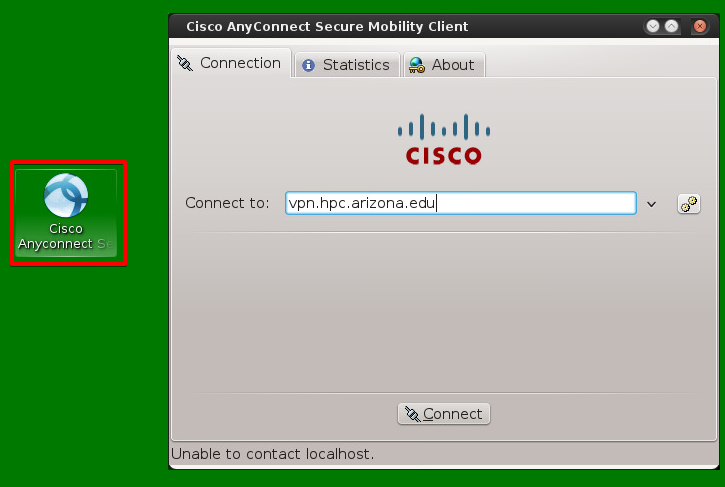 Cisco AnyConnect Secure Mobility Client
Connection
Statistics
About
CISCO
Connect to:
vpn.hpc.arizona.edu
Cisco
Anyconnect Se
Connect
Unable to contact localhost.